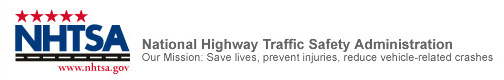 NHTSA
www.nhtsa.gov
National Highway Traffic Safety Administration
Our Mission: Save lives, prevent injuries, reduce vehicle-related crashes